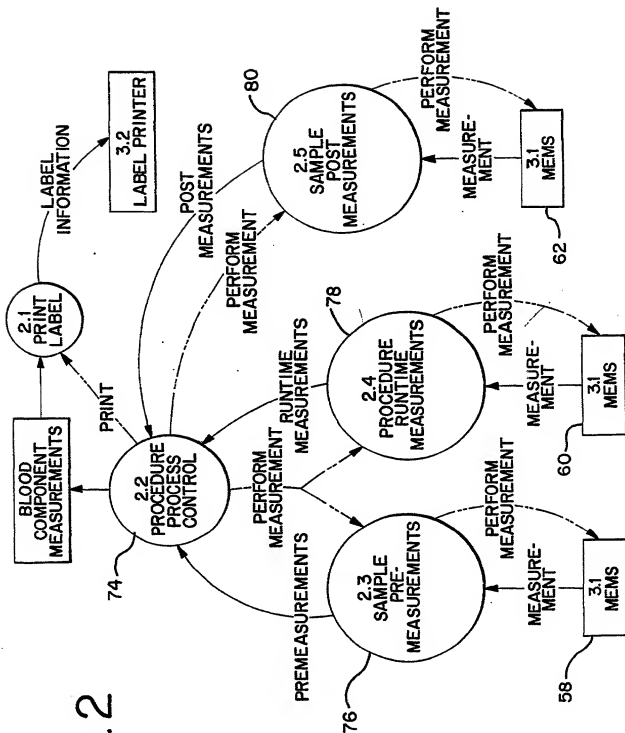 LABEL
INFORMATION
3.2
LABEL PRINTER
2.1
PRINT
LABEL
BLOOD
COMPONENT
MEASUREMENTS
PRINT
74
2.2
PROCEDURE
PROCESS
CONTROL
POST
MEASUREMENTS
PERFORM MEASUREMENT
80
2.5
SAMPLE
POST
MEASUREMENTS
PERFORM
MEASUREMENT
MEASURE-
MENT
3.1
MEMS
62
PERFORM
MEASUREMENT
RUNTIME
MEASUREMENTS
78
2.4
PROCEDURE
RUNTIME
MEASUREMENTS
PERFORM
MEASUREMENT
MEASURE-
MENT
3.1
MEMS
60
PREMEASUREMENTS
76
2.3
SAMPLE
PRE-
MEASUREMENTS
PERFORM
MEASUREMENT
MEASURE-
MENT
3.1
MEMS
58
.2